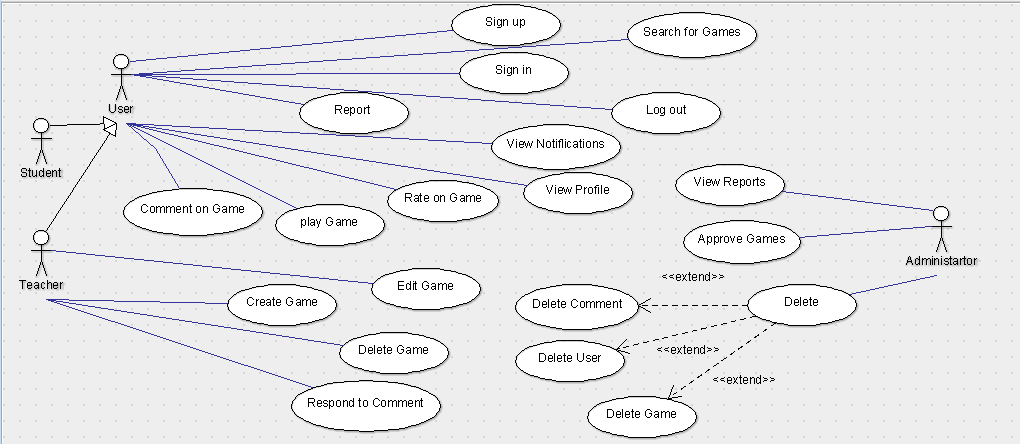 Sign up
Search for Games
Sign in
User
Report
Log out
Student
View Notiflications
View Profile
View Reports
Rate on Game
Comment on Game
play Game
Approve Games
Administartor
Teacher
<<extend>>
Edit Game
Create Game
Delete Comment
Delete
Delete Game
Delete User
<<extend>>
<<extend>>
Respond to Comment
Delete Game